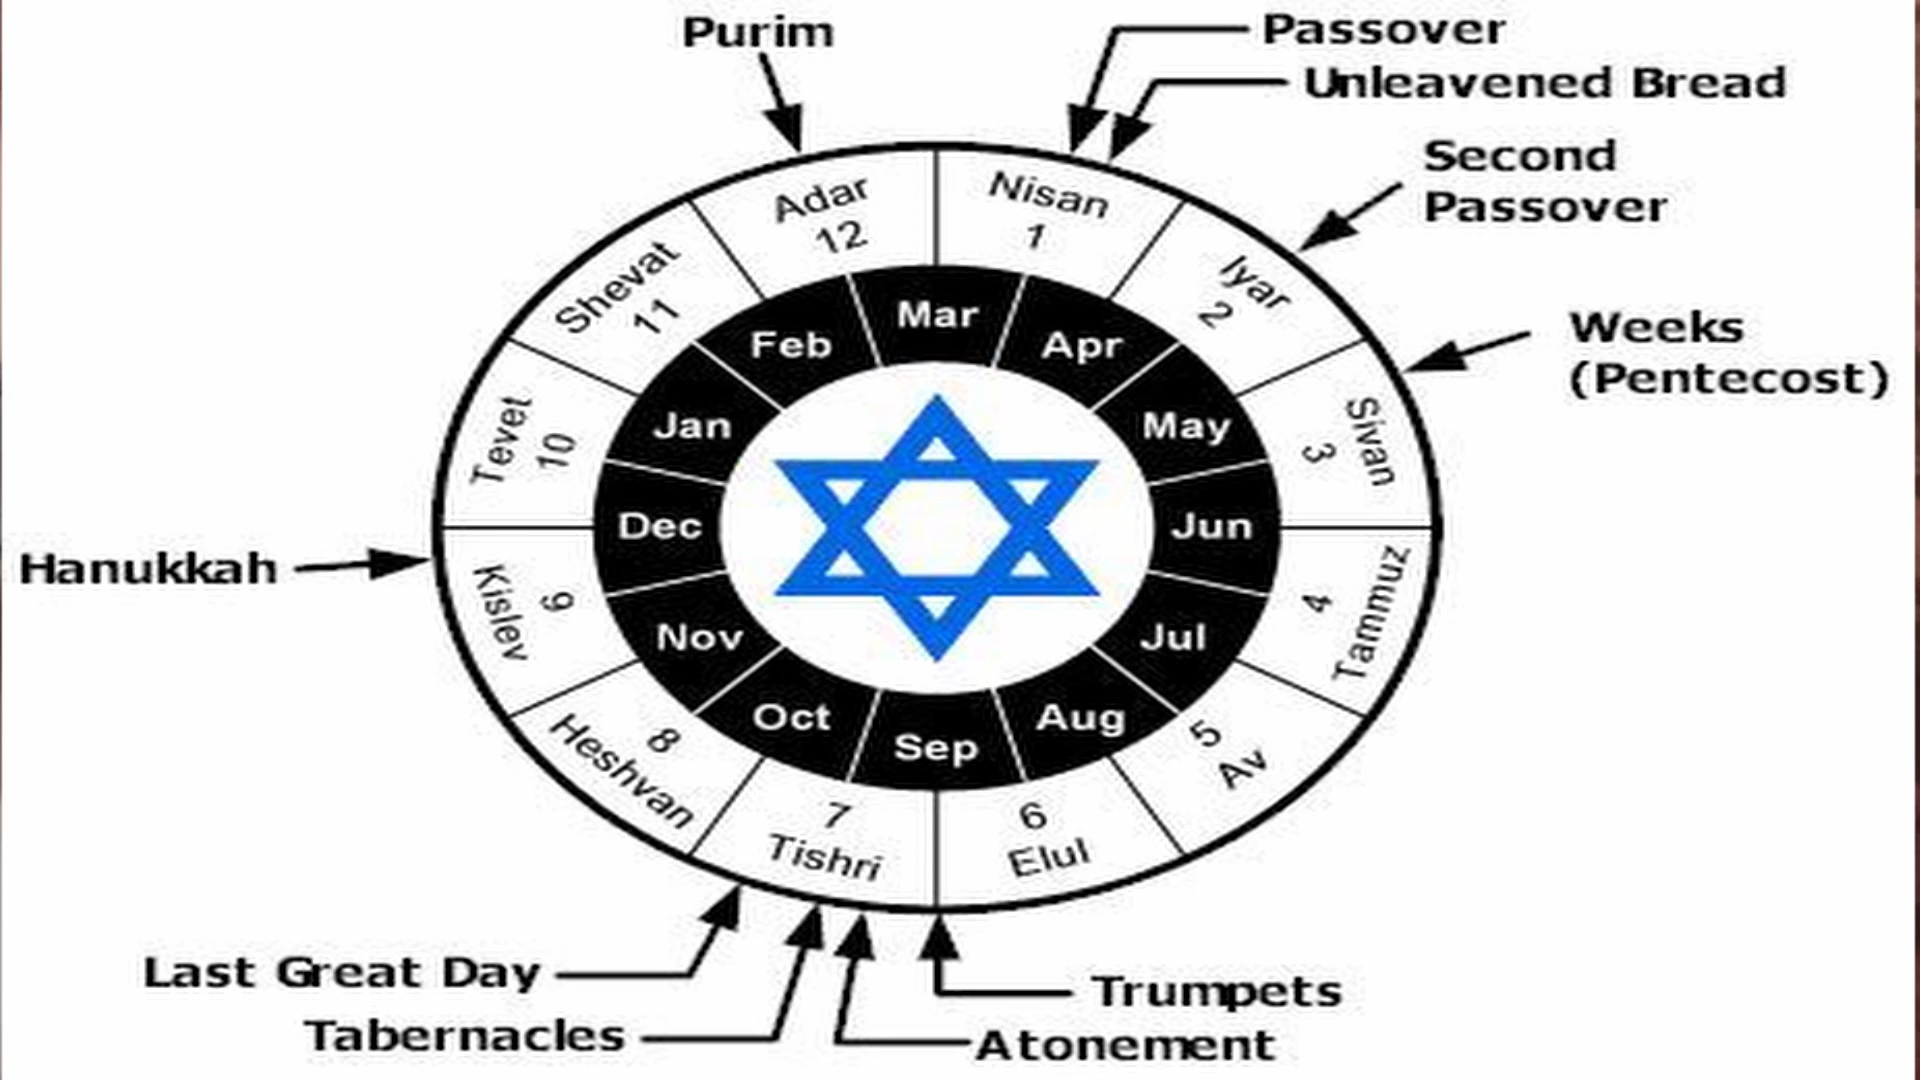 Purim
Passover
Unleavened Bread
Second
Passover
Weeks
(Pentecost)
Hanukkah
Last Great Day
Tabernacles
Trumpets
Atonement
Nisan
1
Iyar
2
Sivan
3
Tammuz
4
Av
5
Elul
6
Tishri
7
Heshvan
8
Kislev
9
Tevet
10
Shevat
11
Adar
12
Mar
Apr
May
Jun
Jul
Aug
Sep
Oct
Nov
Dec
Jan
Feb